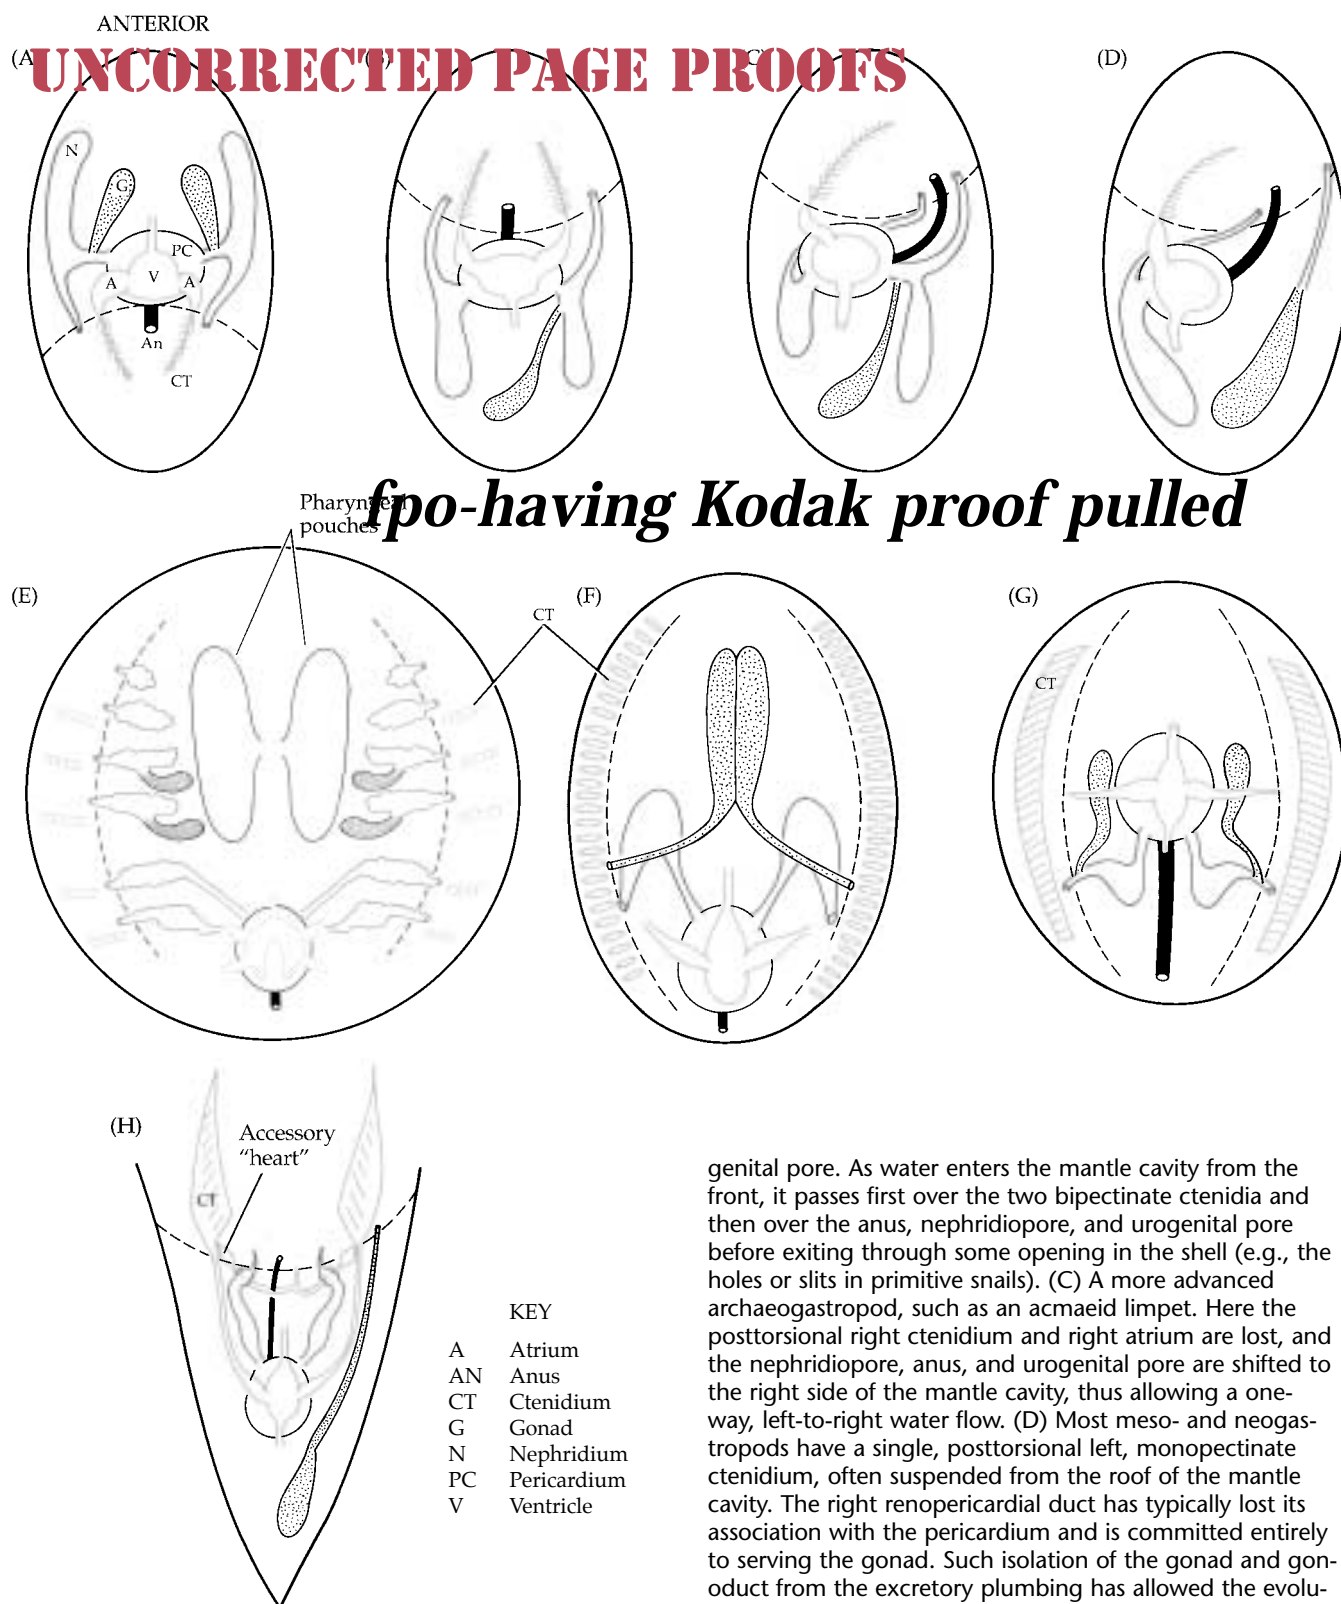 ANTERIOR
UNCORRECTED PAGE PROOFS
(A
(B)
(C)
(D)
N
G
PC
A
V
A
An
CT
Pharyngeal
pouches
fpo-having Kodak proof pulled
(E)
CT
(F)
(G)
CT
(H)
Accessory
"heart"
CT
KEY
A Atrium
AN Anus
CT Ctenidium
G Gonad
N Nephridium
PC Pericardium
V Ventricle
genital pore. As water enters the mantle cavity from the
front, it passes first over the two bipectinate ctenidia and
then over the anus, nephridiopore, and urogenital pore
before exiting through some opening in the shell (e.g., the
holes or slits in primitive snails). (C) A more advanced
archaeogastropod, such as an acmaeid limpet. Here the
posttorsional right ctenidium and right atrium are lost, and
the nephridiopore, anus, and urogenital pore are shifted to
the right side of the mantle cavity, thus allowing a one-
way, left-to-right water flow. (D) Most meso- and neogas-
tropods have a single, posttorsional left, monopectinate
ctenidium, often suspended from the roof of the mantle
cavity. The right renopericardial duct has typically lost its
association with the pericardium and is committed entirely
to serving the gonad. Such isolation of the gonad and gon-
oduct from the excretory plumbing has allowed the evolu-